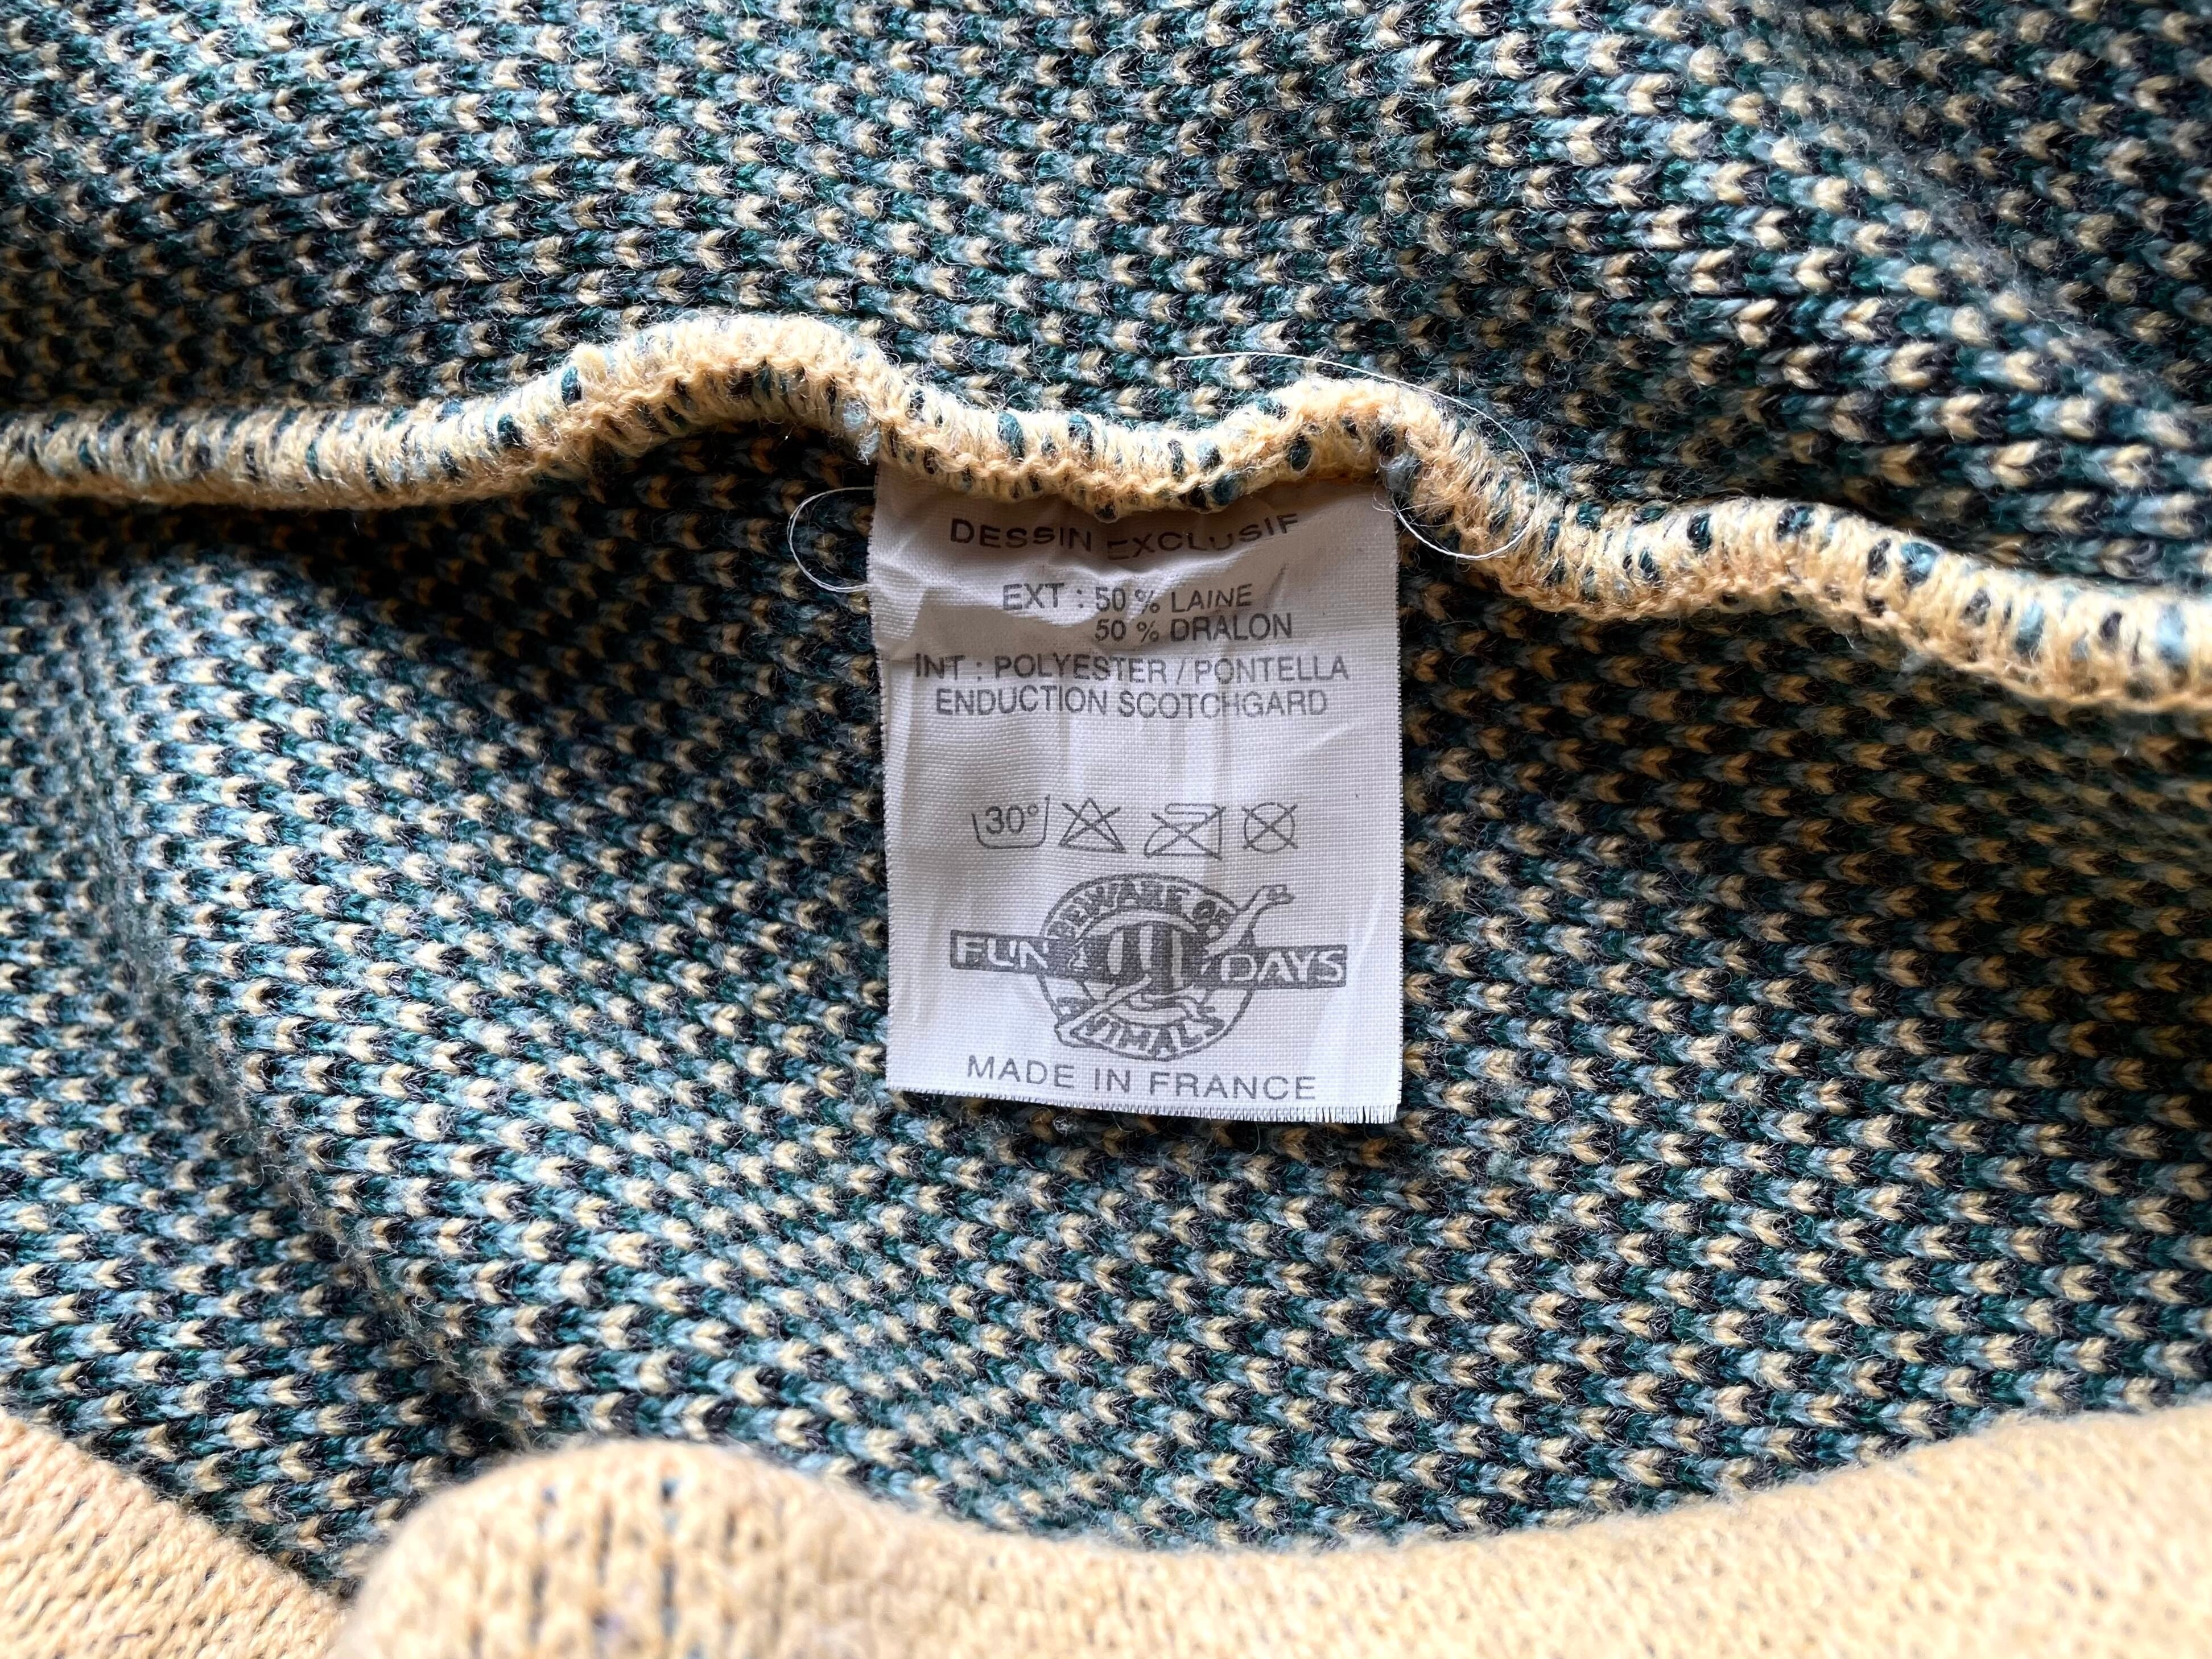 DESSIN EXCLUSIF
EXT : 50 % LAINE
50 % DRALON
INT : POLYESTER / PONTELLA
ENDUCTION SCOTCHGARD
30°
BEWARE OF
FUN DAYS
ANIMALS
MADE IN FRANCE